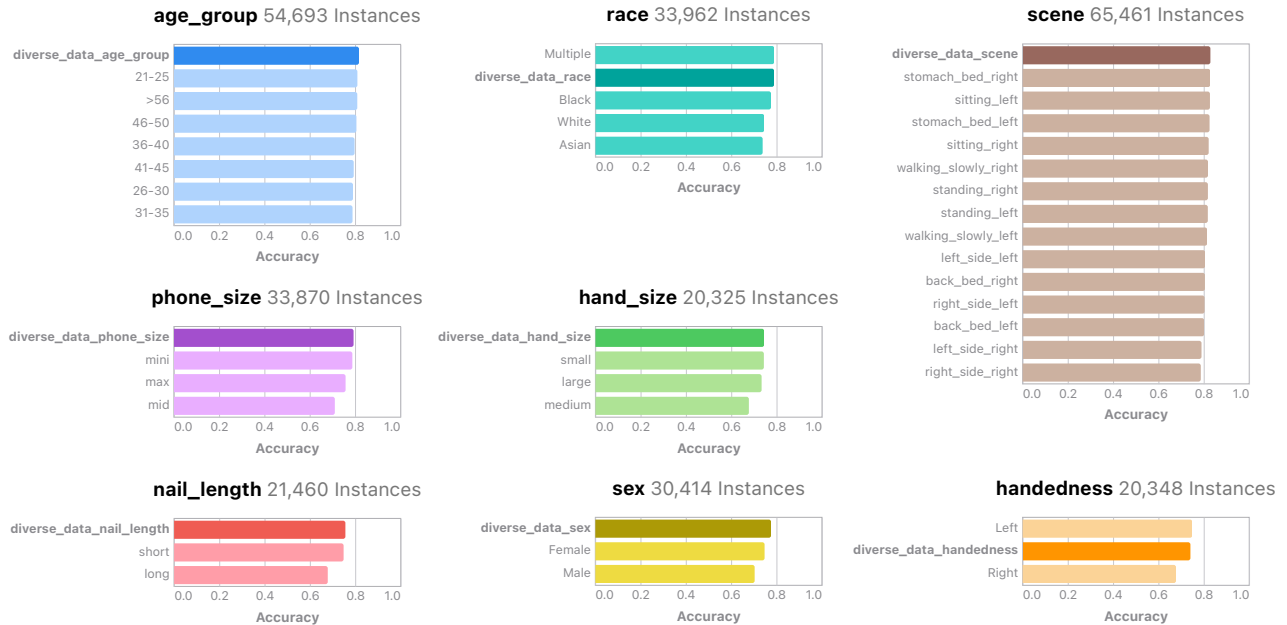 age_group 54,693 Instances
diverse_data_age_group
21-25
>56
46-50
36-40
41-45
26-30
31-35
0.0 0.2 0.4 0.6 0.8 1.0
Accuracy
race 33,962 Instances
Multiple
diverse_data_race
Black
White
Asian
0.0 0.2 0.4 0.6 0.8 1.0
Accuracy
scene 65,461 Instances
diverse_data_scene
stomach_bed_right
sitting_left
stomach_bed_left
sitting_right
walking_slowly_right
standing_right
standing_left
walking_slowly_left
left_side_left
back_bed_right
right_side_left
back_bed_left
left_side_right
right_side_right
0.0 0.2 0.4 0.6 0.8 1.0
Accuracy
phone_size 33,870 Instances
diverse_data_phone_size
mini
max
mid
0.0 0.2 0.4 0.6 0.8 1.0
Accuracy
hand_size 20,325 Instances
diverse_data_hand_size
small
large
medium
0.0 0.2 0.4 0.6 0.8 1.0
Accuracy
nail_length 21,460 Instances
diverse_data_nail_length
short
long
0.0 0.2 0.4 0.6 0.8 1.0
Accuracy
sex 30,414 Instances
diverse_data_sex
Female
Male
0.0 0.2 0.4 0.6 0.8 1.0
Accuracy
handedness 20,348 Instances
Left
diverse_data_handedness
Right
0.0 0.2 0.4 0.6 0.8 1.0
Accuracy